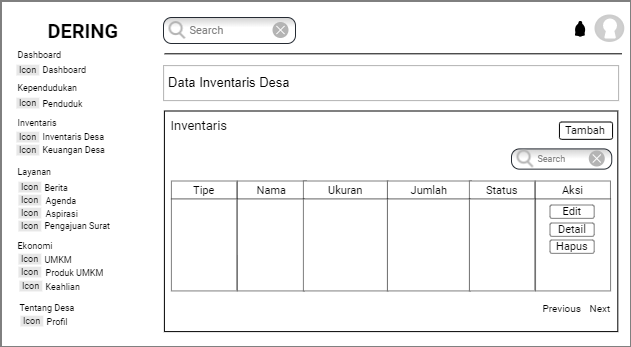 DERING
Search
Dashboard
Icon Dashboard
Kependudukan
Icon Penduduk
Inventaris
Icon Inventaris Desa
Icon Keuangan Desa
Layanan
Icon Berita
Icon Agenda
Icon Aspirasi
Icon Pengajuan Surat
Ekonomi
Icon UMKM
Icon Produk UMKM
Icon Keahlian
Tentang Desa
Icon Profil
Data Inventaris Desa
Inventaris
Tambah
Search
Tipe Nama Ukuran Jumlah Status Aksi
Edit
Detail
Hapus
Previous Next